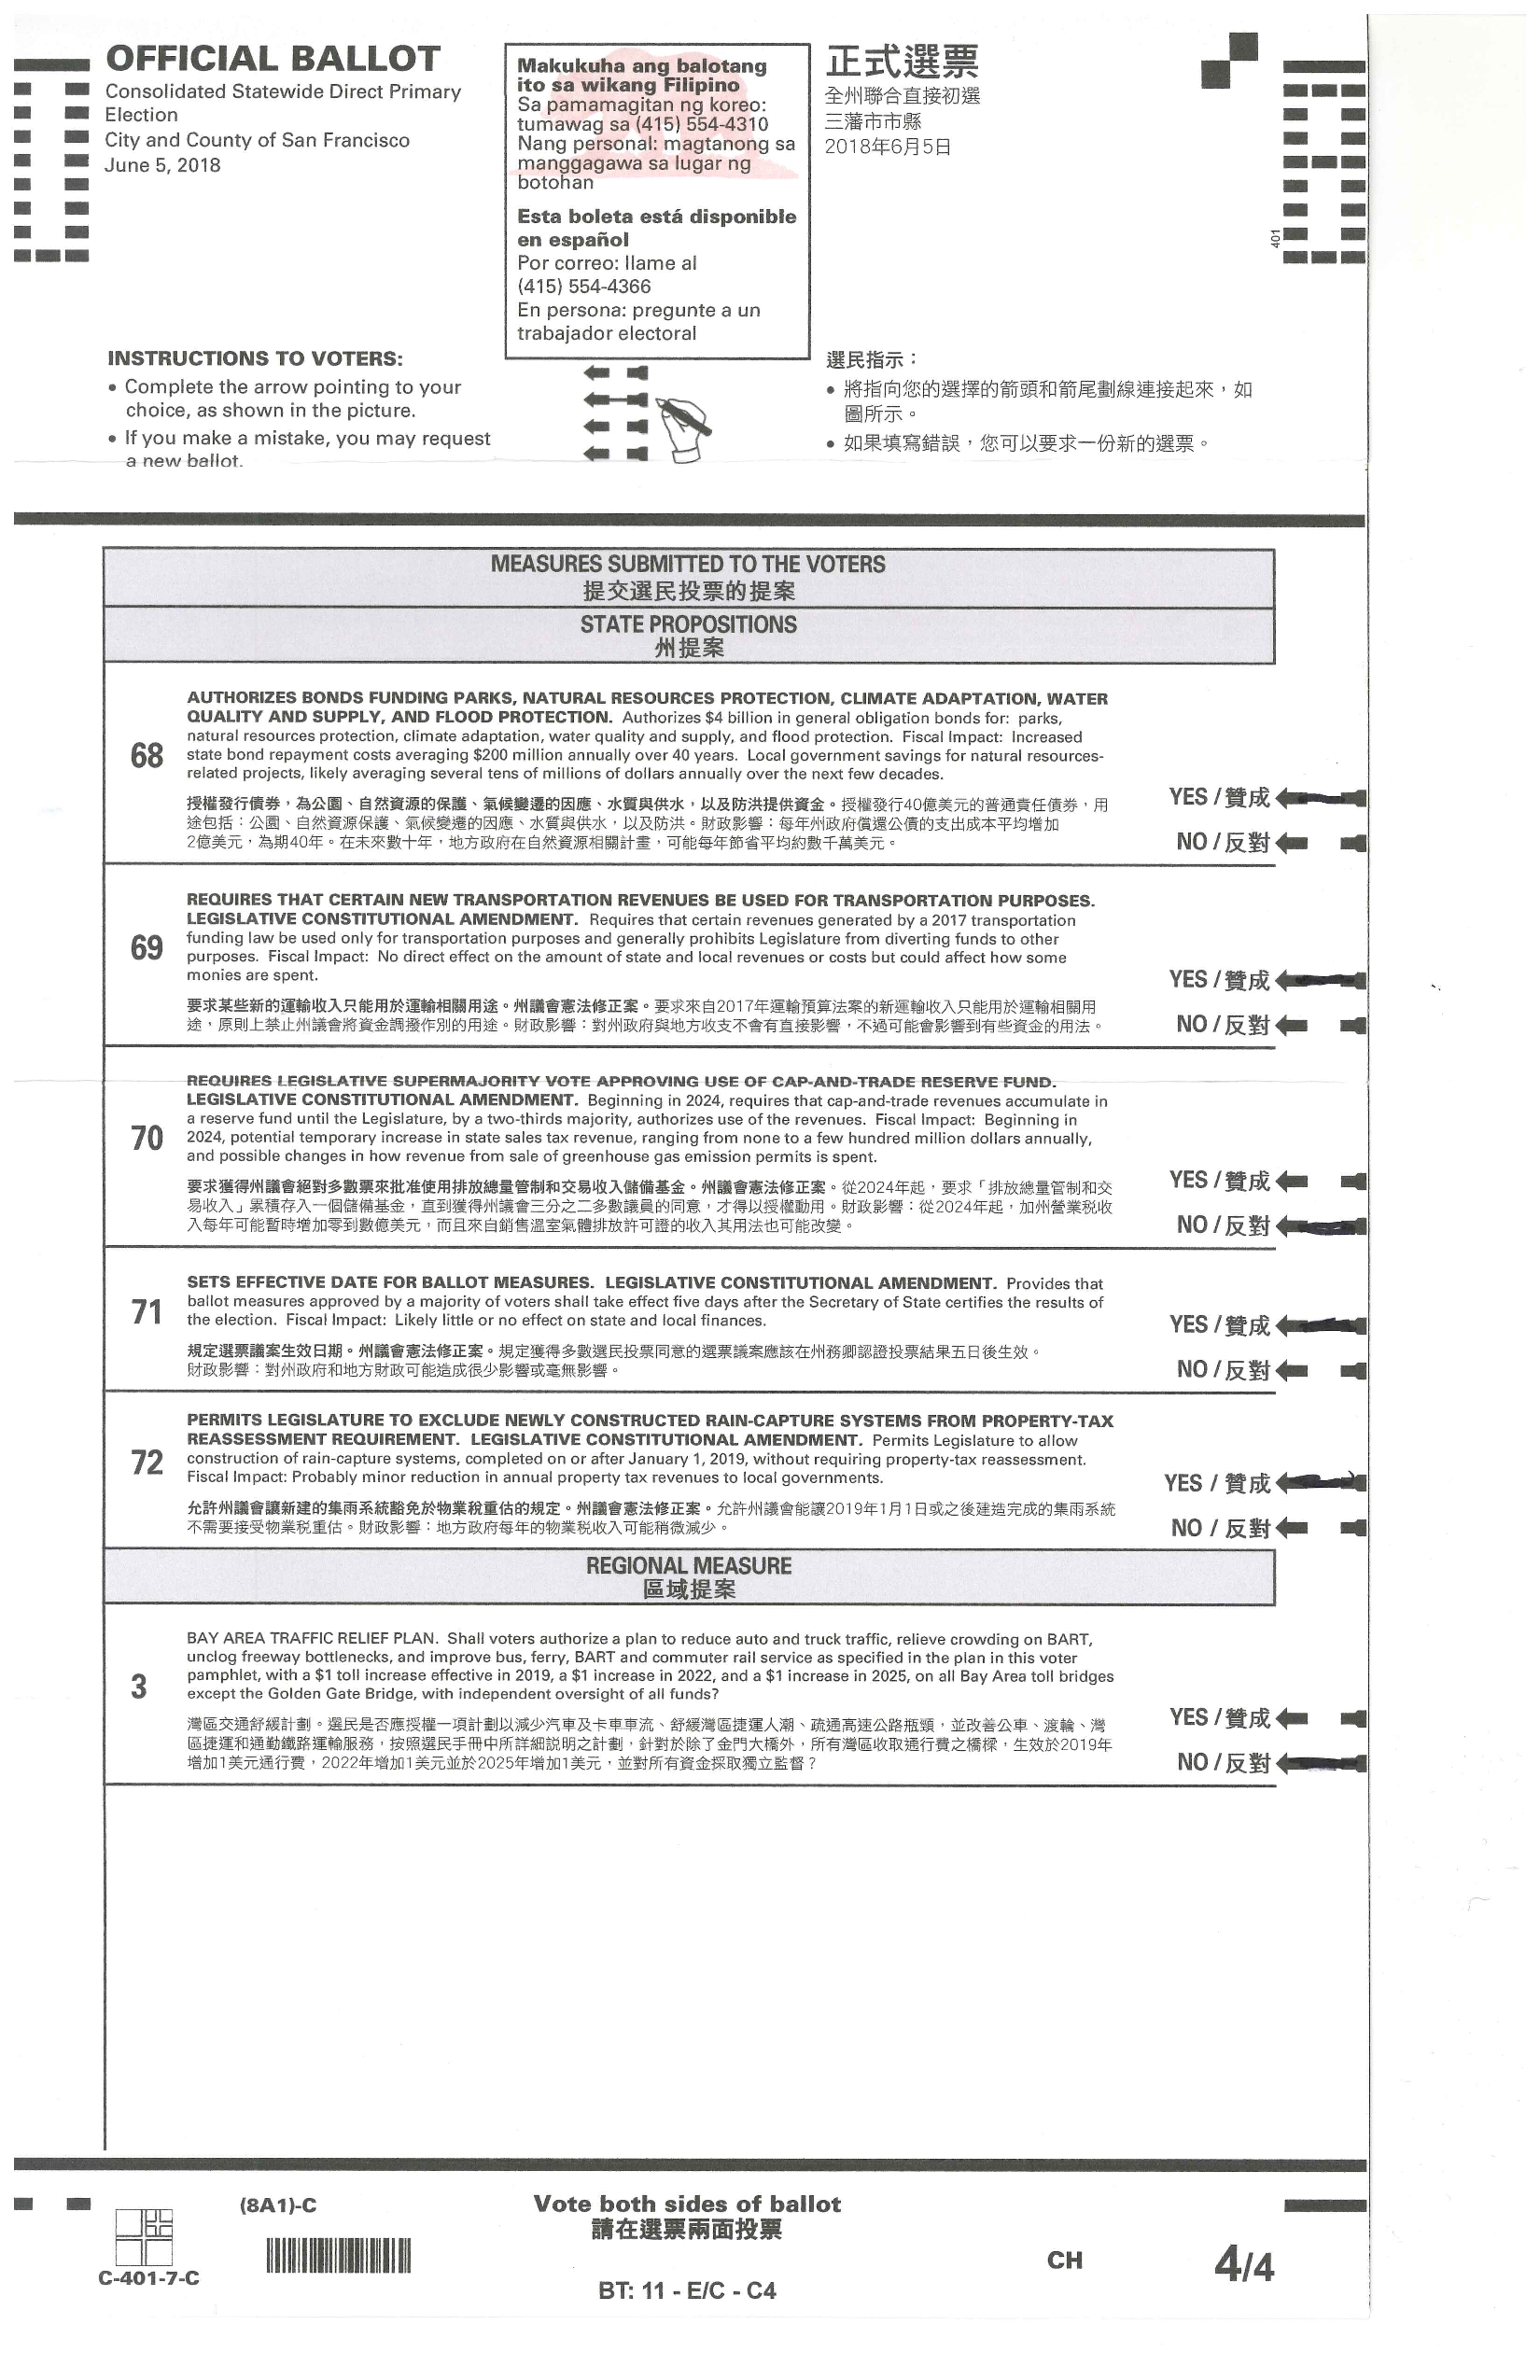 OFFICIAL BALLOT
Consolidated Statewide Direct Primary
Election
City and County of San Francisco
June 5, 2018
Makukuha ang balotang
ito sa wikang Filipino
Sa pamamagitan ng koreo:
tumawag sa (415) 554-4310
Nang personal: magtanong sa
manggagawa sa lugar ng
botohan
Esta boleta está disponible
en español
Por correo: llame al
(415) 554-4366
En persona: pregunte a un
trabajador electoral
正式選票
全州聯合直接初選
三藩市市縣
2018年6月5日
401
INSTRUCTIONS TO VOTERS:
• Complete the arrow pointing to your
choice, as shown in the picture.
• If you make a mistake, you may request
a new ballot.
選民指示：
• 將指向您的選擇的箭頭和箭尾劃線連接起來，如
圖所示。
• 如果填寫錯誤，您可以要求一份新的選票。
MEASURES SUBMITTED TO THE VOTERS
提交選民投票的提案
STATE PROPOSITIONS
州提案
68
AUTHORIZES BONDS FUNDING PARKS, NATURAL RESOURCES PROTECTION, CLIMATE ADAPTATION, WATER
QUALITY AND SUPPLY, AND FLOOD PROTECTION. Authorizes $4 billion in general obligation bonds for: parks,
natural resources protection, climate adaptation, water quality and supply, and flood protection. Fiscal Impact: Increased
state bond repayment costs averaging $200 million annually over 40 years. Local government savings for natural resources-
related projects, likely averaging several tens of millions of dollars annually over the next few decades.
授權發行債券，為公園、自然資源的保護、氣候變遷的因應、水質與供水，以及防洪提供資金。授權發行40億美元的普通責任債券，用
途包括：公園、自然資源保護、氣候變遷的因應、水質與供水，以及防洪。財政影響：每年州政府償還公債的支出成本平均增加
2億美元，為期40年。在未來數十年，地方政府在自然資源相關計畫，可能每年節省平均約數千萬美元。
YES / 贊成
NO / 反對
69
REQUIRES THAT CERTAIN NEW TRANSPORTATION REVENUES BE USED FOR TRANSPORTATION PURPOSES.
LEGISLATIVE CONSTITUTIONAL AMENDMENT. Requires that certain revenues generated by a 2017 transportation
funding law be used only for transportation purposes and generally prohibits Legislature from diverting funds to other
purposes. Fiscal Impact: No direct effect on the amount of state and local revenues or costs but could affect how some
monies are spent.
要求某些新的運輸收入只能用於運輸相關用途。州議會憲法修正案。要求來自2017年運輸預算法案的新運輸收入只能用於運輸相關用
途，原則上禁止州議會將資金調撥作別的用途。財政影響：對州政府與地方收支不會有直接影響，不過可能會影響到有些資金的用法。
YES / 贊成
NO / 反對
70
REQUIRES LEGISLATIVE SUPERMAJORITY VOTE APPROVING USE OF CAP-AND-TRADE RESERVE FUND.
LEGISLATIVE CONSTITUTIONAL AMENDMENT. Beginning in 2024, requires that cap-and-trade revenues accumulate in
a reserve fund until the Legislature, by a two-thirds majority, authorizes use of the revenues. Fiscal Impact: Beginning in
2024, potential temporary increase in state sales tax revenue, ranging from none to a few hundred million dollars annually,
and possible changes in how revenue from sale of greenhouse gas emission permits is spent.
要求獲得州議會絕對多數票來批准使用排放總量管制和交易收入儲備基金。州議會憲法修正案。從2024年起，要求「排放總量管制和交
易收入」累積存入一個儲備基金，直到獲得州議會三分之二多數議員的同意，才得以授權動用。財政影響：從2024年起，加州營業稅收
入每年可能暫時增加零到數億美元，而且來自銷售溫室氣體排放許可證的收入其用法也可能改變。
YES / 贊成
NO / 反對
71
SETS EFFECTIVE DATE FOR BALLOT MEASURES. LEGISLATIVE CONSTITUTIONAL AMENDMENT. Provides that
ballot measures approved by a majority of voters shall take effect five days after the Secretary of State certifies the results of
the election. Fiscal Impact: Likely little or no effect on state and local finances.
規定選票議案生效日期。州議會憲法修正案。規定獲得多數選民投票同意的選票議案應該在州務卿認證投票結果五日後生效。
財政影響：對州政府和地方財政可能造成很少影響或毫無影響。
YES / 贊成
NO / 反對
72
PERMITS LEGISLATURE TO EXCLUDE NEWLY CONSTRUCTED RAIN-CAPTURE SYSTEMS FROM PROPERTY-TAX
REASSESSMENT REQUIREMENT. LEGISLATIVE CONSTITUTIONAL AMENDMENT. Permits Legislature to allow
construction of rain-capture systems, completed on or after January 1, 2019, without requiring property-tax reassessment.
Fiscal Impact: Probably minor reduction in annual property tax revenues to local governments.
允許州議會讓新建的集雨系統豁免於物業稅重估的規定。州議會憲法修正案。允許州議會能讓2019年1月1日或之後建造完成的集雨系統
不需要接受物業稅重估。財政影響：地方政府每年的物業稅收入可能稍微減少。
YES / 贊成
NO / 反對
REGIONAL MEASURE
區域提案
3
BAY AREA TRAFFIC RELIEF PLAN. Shall voters authorize a plan to reduce auto and truck traffic, relieve crowding on BART,
unclog freeway bottlenecks, and improve bus, ferry, BART and commuter rail service as specified in the plan in this voter
pamphlet, with a $1 toll increase effective in 2019, a $1 increase in 2022, and a $1 increase in 2025, on all Bay Area toll bridges
except the Golden Gate Bridge, with independent oversight of all funds?
灣區交通舒緩計劃。選民是否應授權一項計劃以減少汽車及卡車車流、舒緩灣區捷運人潮、疏通高速公路瓶頸，並改善公車、渡輪、灣
區捷運和通勤鐵路運輸服務，按照選民手冊中所詳細說明之計劃，針對於除了金門大橋外，所有灣區收取通行費之橋樑，生效於2019年
增加1美元通行費，2022年增加1美元並於2025年增加1美元，並對所有資金採取獨立監督？
YES / 贊成
NO / 反對
(8A1)-C
Vote both sides of ballot
請在選票兩面投票
C-401-7-C
BT: 11 - E/C - C4
CH
4/4